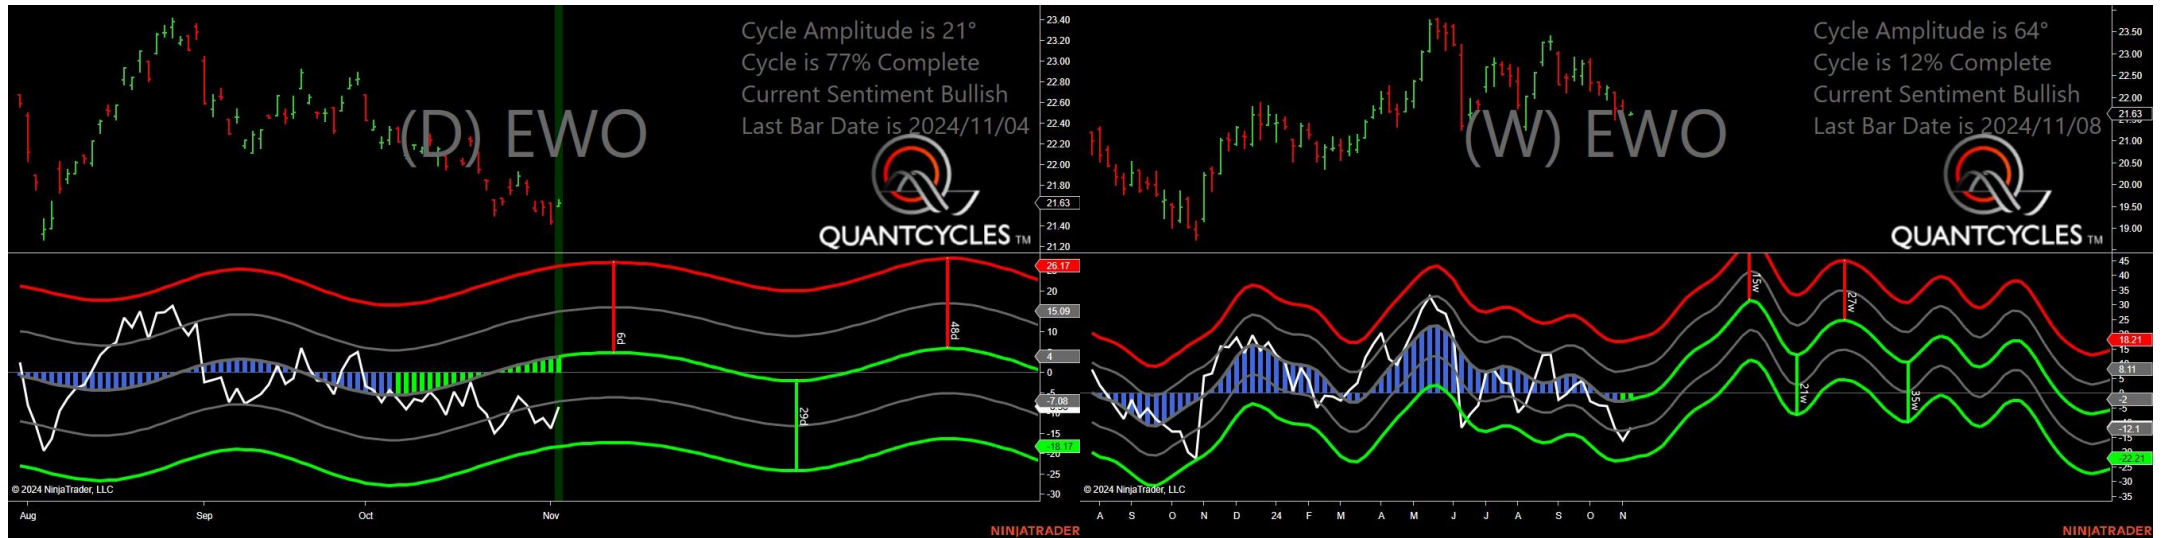 Cycle Amplitude is 21°
Cycle is 77% Complete
Current Sentiment Bullish
Last Bar Date is 2024/11/04
(D) EWO
QUANTCYCLES TM
23.40
23.20
23.00
22.80
22.60
22.40
22.20
22.00
21.80
21.63
21.40
21.20
26.17
20
15.09
10
4
0
-5
-7.08
-10
-15
-18.17
-20
-25
-30
6d
29d
48d
© 2024 NinjaTrader, LLC
Aug Sep Oct Nov
NINJATRADER
Cycle Amplitude is 64°
Cycle is 12% Complete
Current Sentiment Bullish
Last Bar Date is 2024/11/08
(W) EWO
QUANTCYCLES TM
23.50
23.00
22.50
22.00
21.63
21.00
20.50
20.00
19.50
19.00
45
40
35
30
25
18.21
15
8.11
5
-2
-5
-12.1
-15
-22.21
-25
-30
-35
15w
27w
21w
35w
© 2024 NinjaTrader, LLC
A S O N D 24 F M A M J J A S O N
NINJATRADER